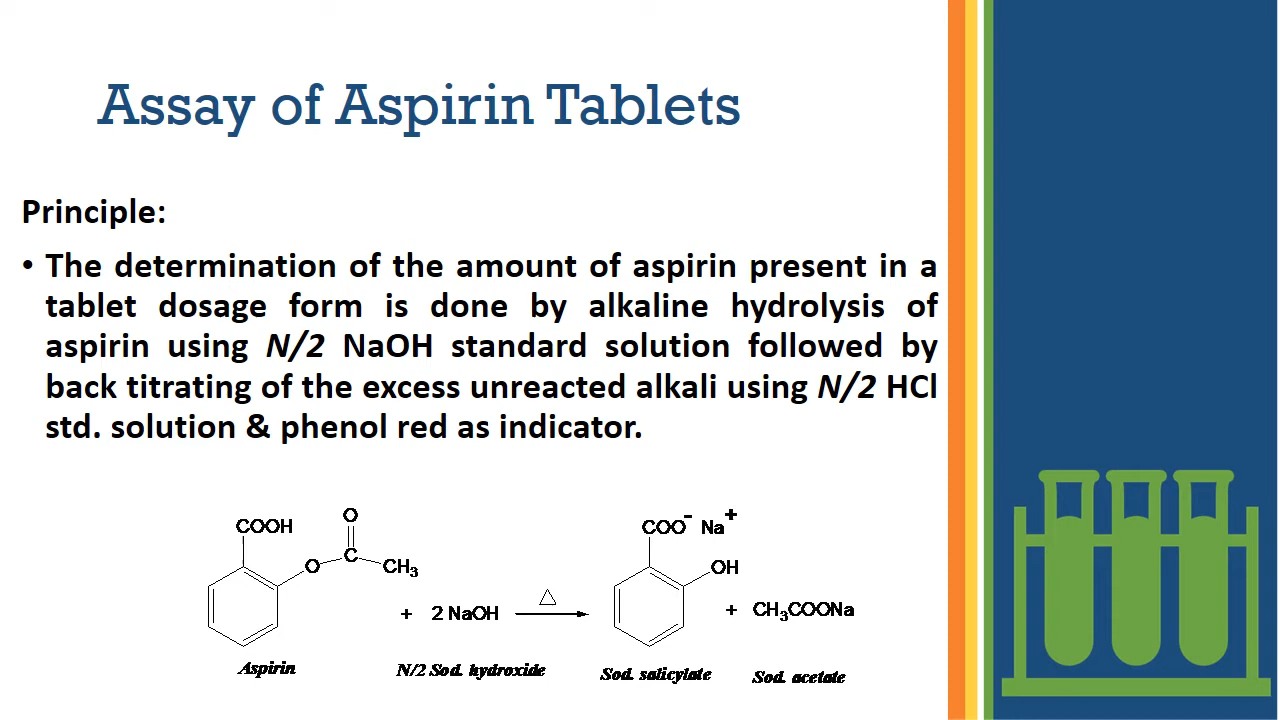 Assay of Aspirin Tablets
Principle:
• The determination of the amount of aspirin present in a
tablet dosage form is done by alkaline hydrolysis of
aspirin using N/2 NaOH standard solution followed by
back titrating of the excess unreacted alkali using N/2 HCl
std. solution & phenol red as indicator.
O
COOH
C
O
CH₃
+ 2 NaOH
△
COO⁻ Na⁺
OH
+ CH₃COONa
Aspirin
N/2 Sod. hydroxide
Sod. salicylate
Sod. acetate